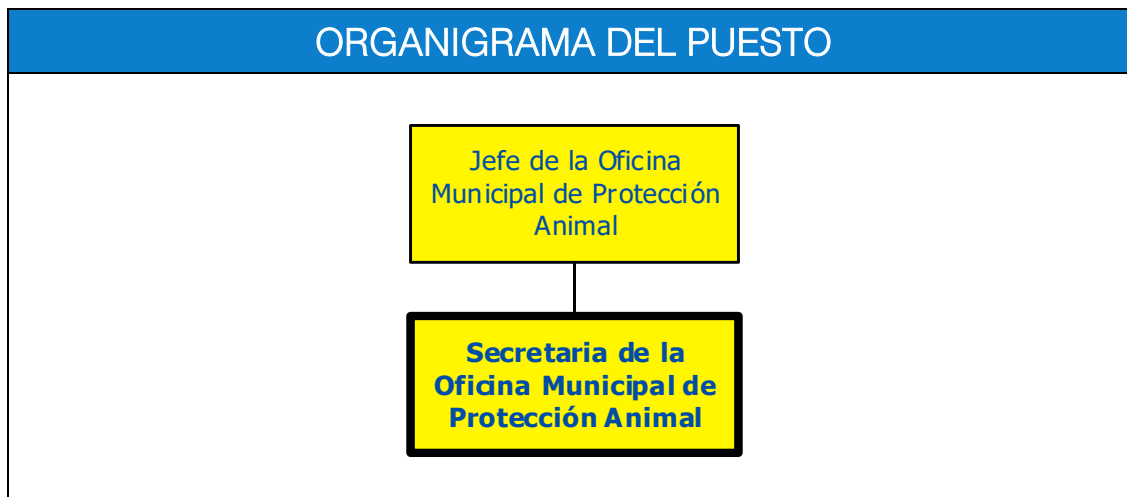 ORGANIGRAMA DEL PUESTO
Jefe de la Oficina
Municipal de Protección
Animal
Secretaria de la
Oficina Municipal de
Protección Animal